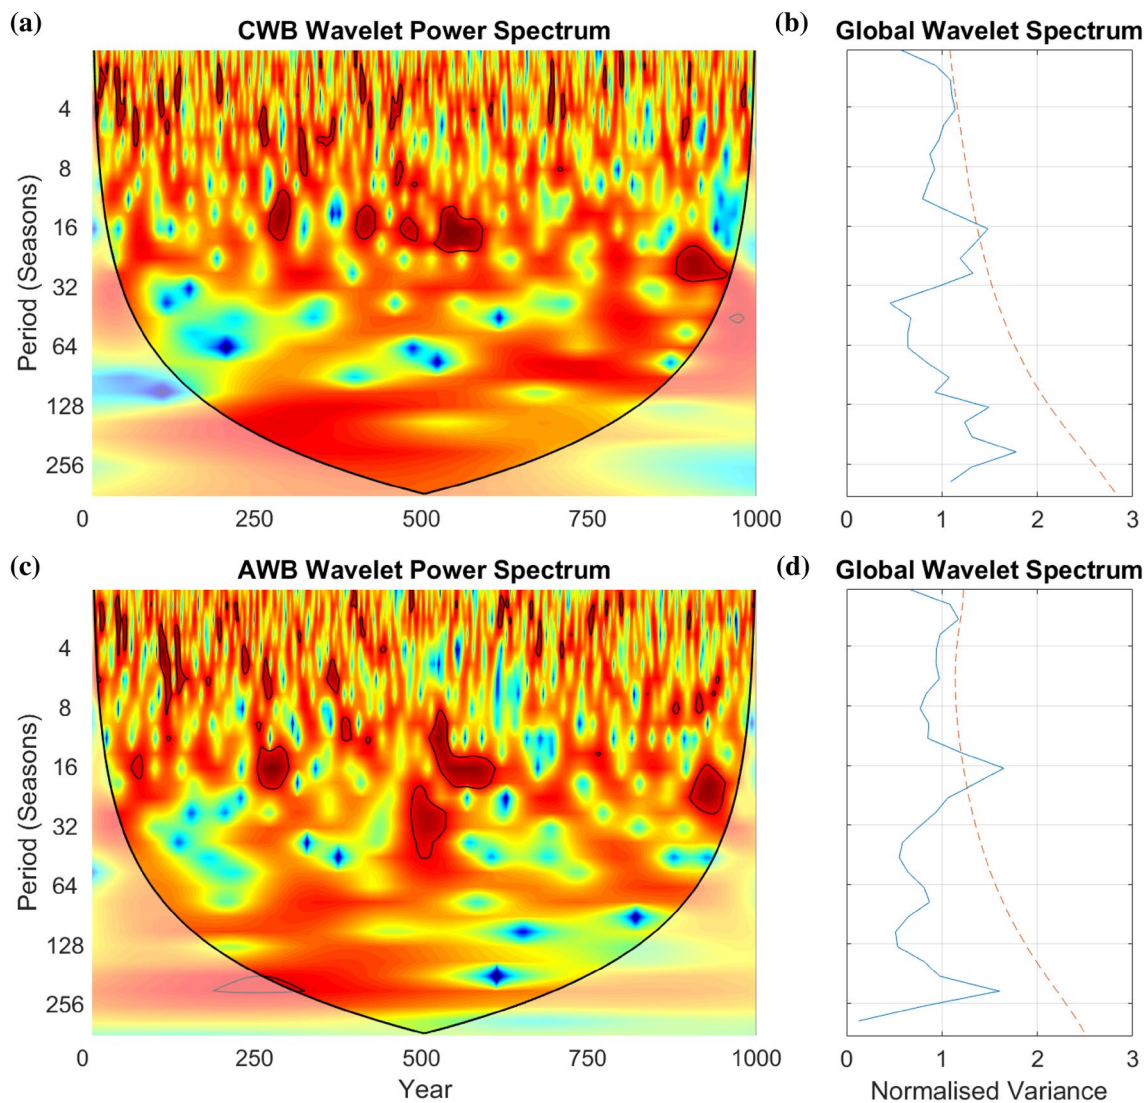 (a)
CWB Wavelet Power Spectrum
(b)
Global Wavelet Spectrum
Period (Seasons)
4
8
16
32
64
128
256
0 250 500 750 1000
0 1 2 3
(c)
AWB Wavelet Power Spectrum
(d)
Global Wavelet Spectrum
Period (Seasons)
4
8
16
32
64
128
256
0 250 500 750 1000
Year
0 1 2 3
Normalised Variance